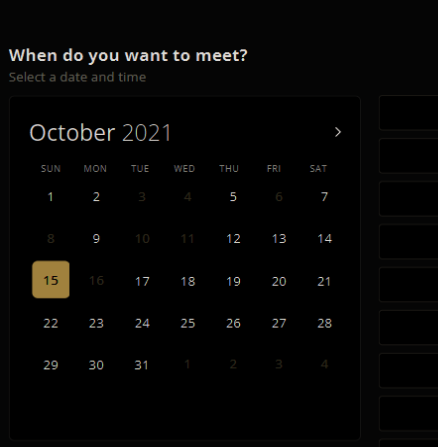 When do you want to meet?
Select a date and time
October 2021
SUN MON TUE WED THU FRI SAT
1 2 3 4 5 6 7
8 9 10 11 12 13 14
15 16 17 18 19 20 21
22 23 24 25 26 27 28
29 30 31 1 2 3 4